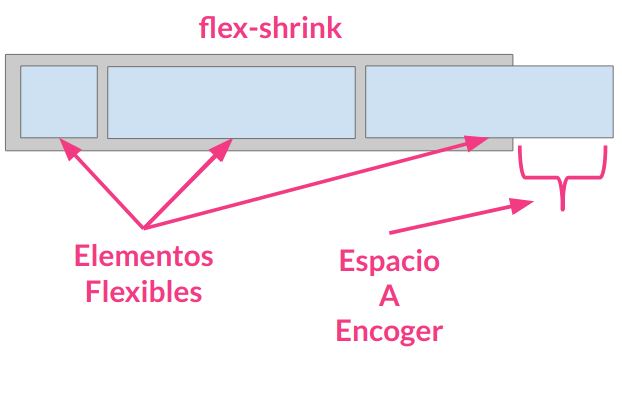 flex-shrink
Elementos
Flexibles
Espacio
A
Encoger